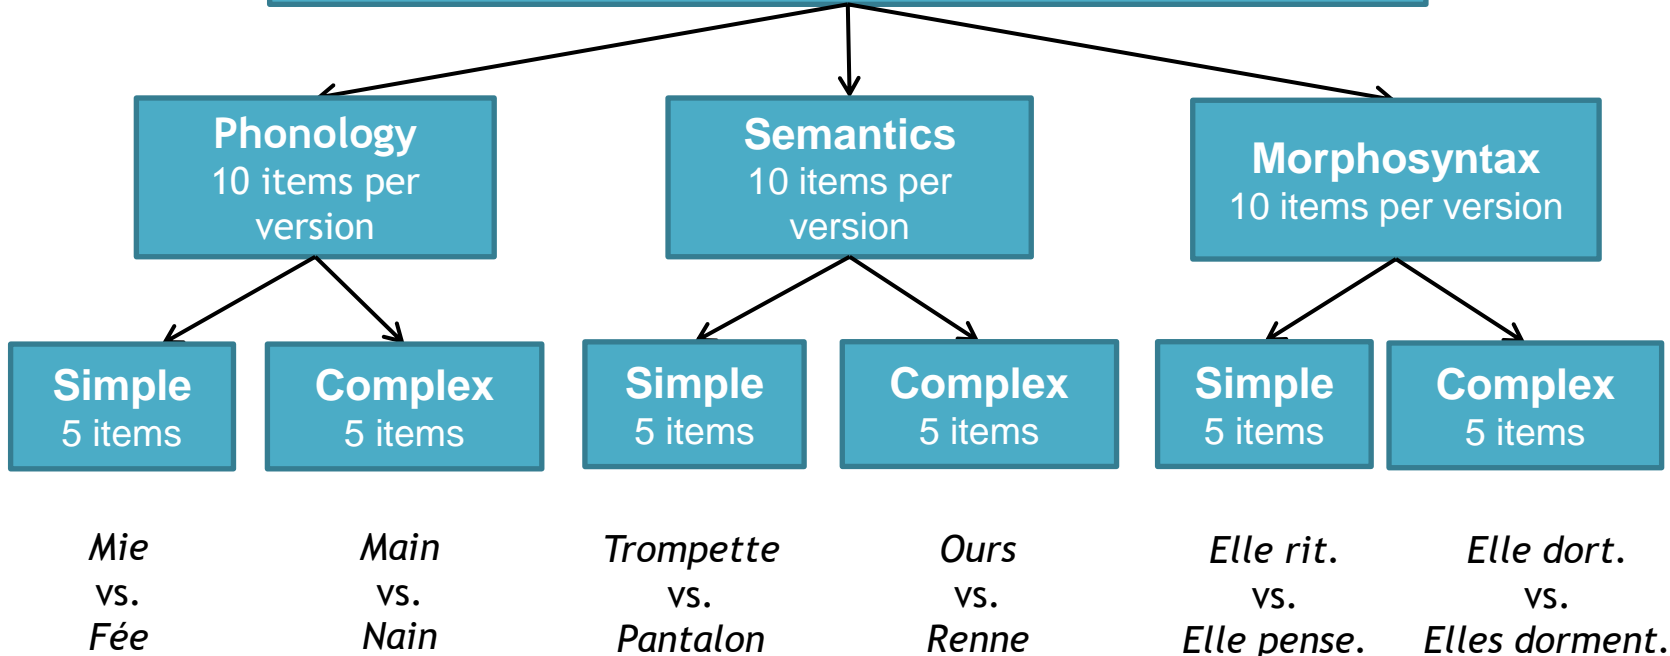 Phonology
10 items per
version
Semantics
10 items per
version
Morphosyntax
10 items per version
Simple
5 items
Complex
5 items
Simple
5 items
Complex
5 items
Simple
5 items
Complex
5 items
Mie
vs.
Fée
Main
vs.
Nain
Trompette
vs.
Pantalon
Ours
vs.
Renne
Elle rit.
vs.
Elle pense.
Elle dort.
vs.
Elles dorment.